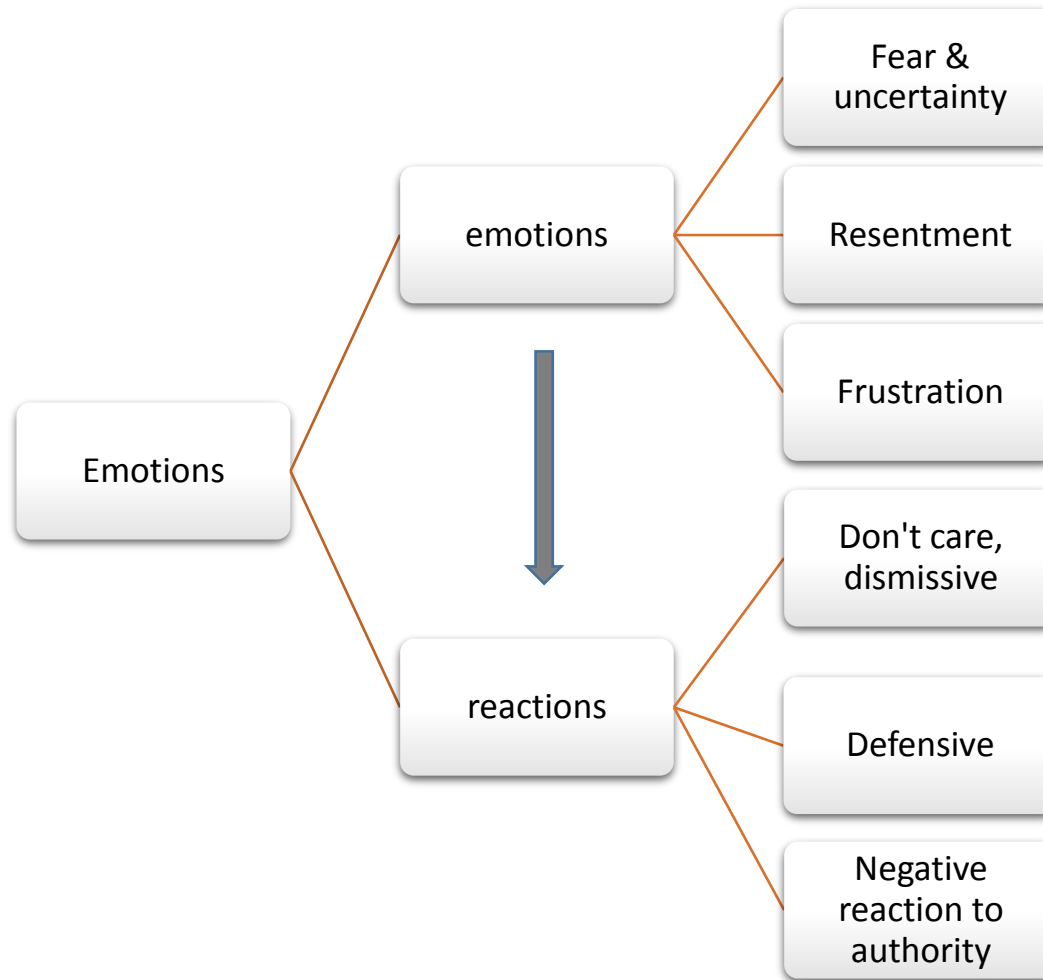 Fear &
uncertainty
emotions
Resentment
Frustration
Emotions
Don't care,
dismissive
reactions
Defensive
Negative
reaction to
authority